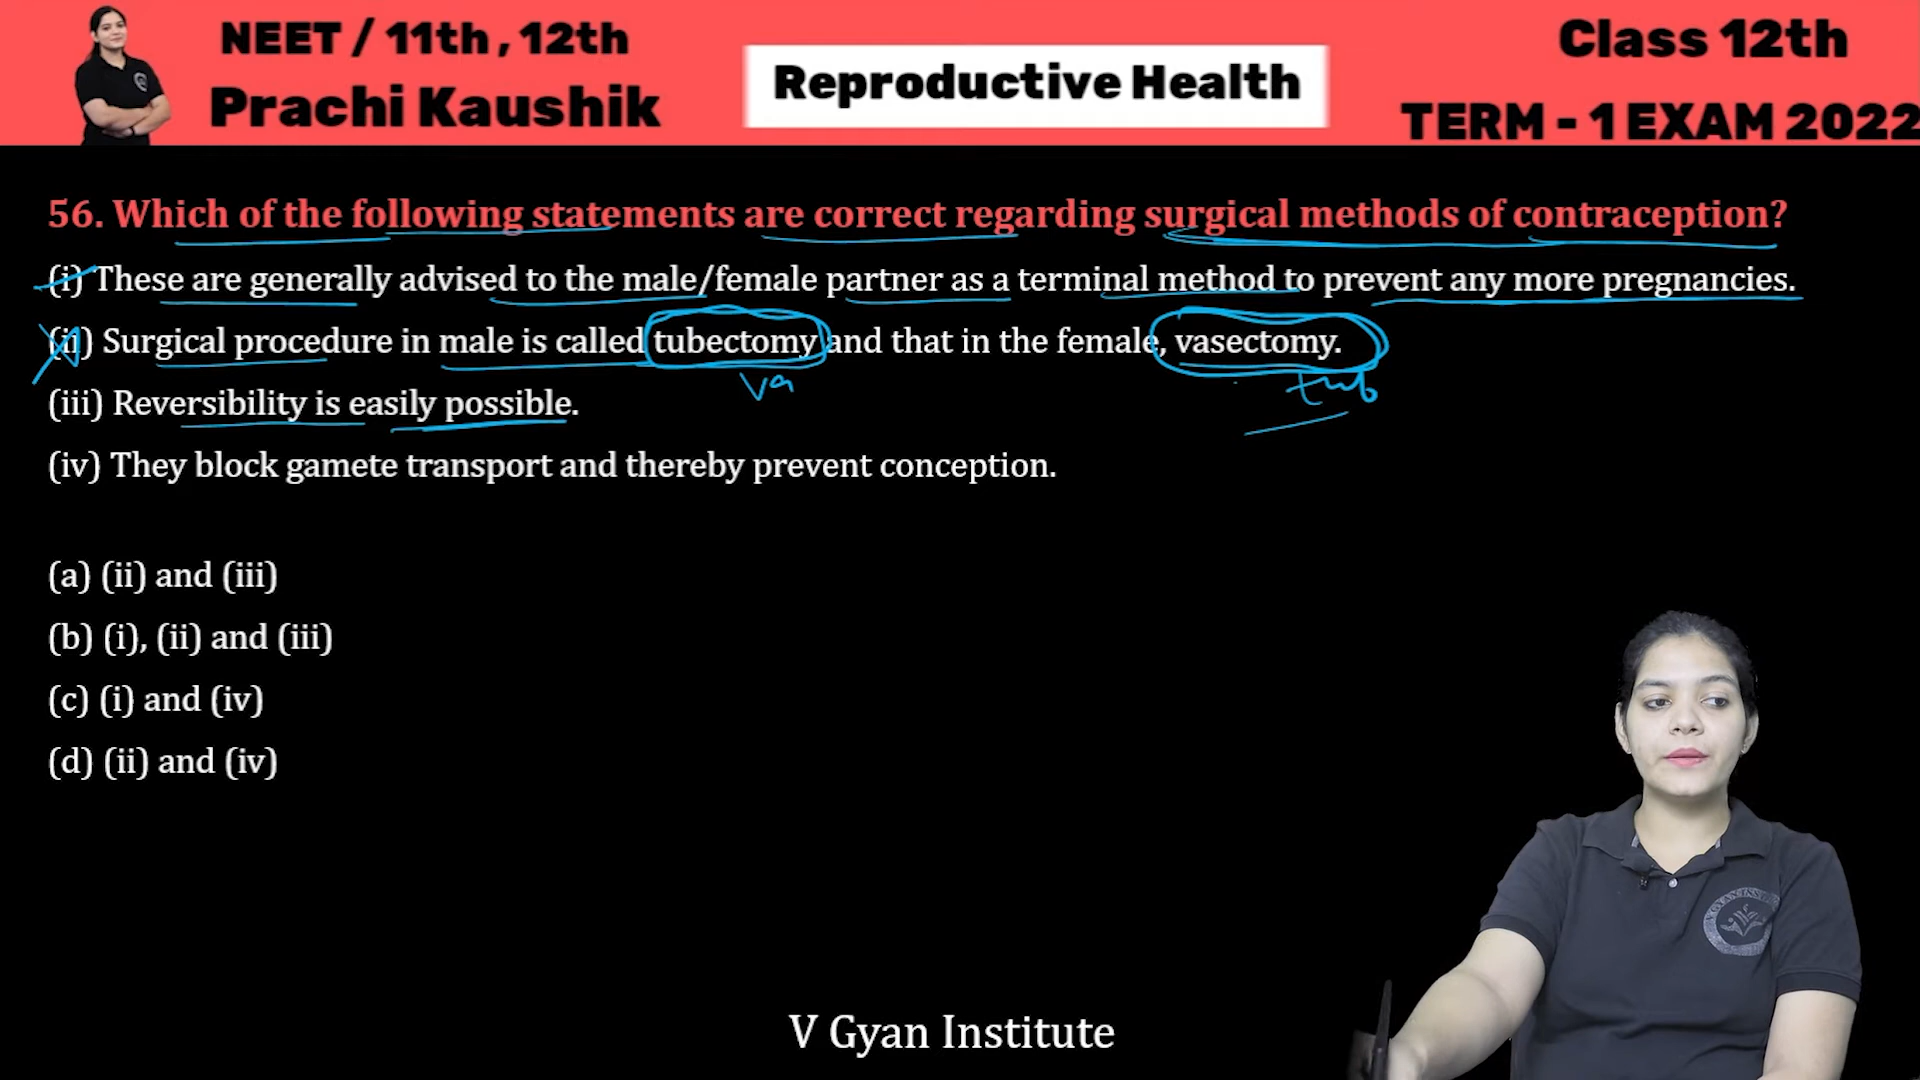 NEET / 11th , 12th
Prachi Kaushik
Reproductive Health
Class 12th
TERM - 1 EXAM 2022
56. Which of the following statements are correct regarding surgical methods of contraception?
(i) These are generally advised to the male/female partner as a terminal method to prevent any more pregnancies.
(ii) Surgical procedure in male is called tubectomy and that in the female, vasectomy.
va
tub
(iii) Reversibility is easily possible.
(iv) They block gamete transport and thereby prevent conception.
(a) (ii) and (iii)
(b) (i), (ii) and (iii)
(c) (i) and (iv)
(d) (ii) and (iv)
V Gyan Institute